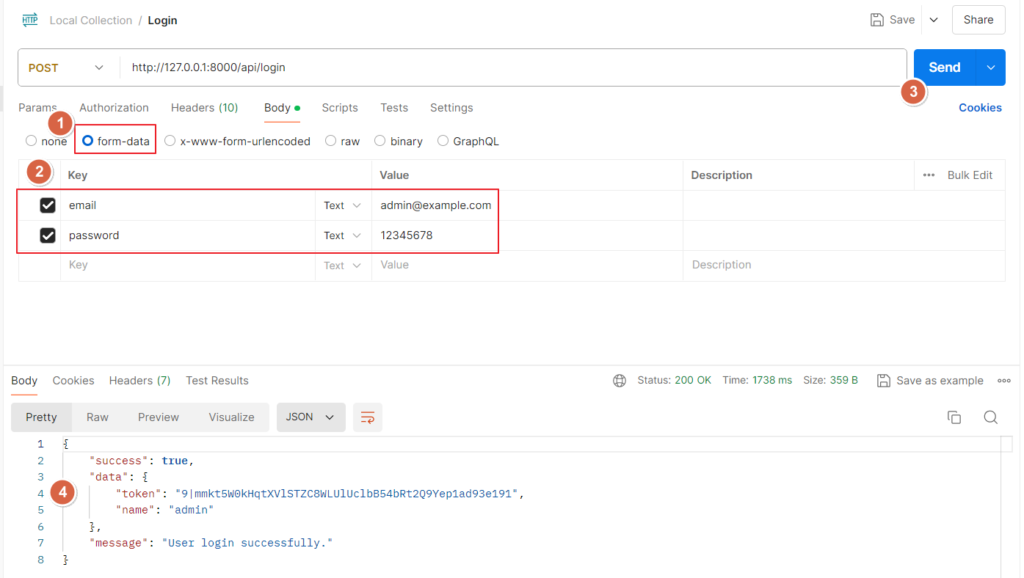 HTTP Local Collection / Login Save Share
POST http://127.0.0.1:8000/api/login Send
3
Params Authorization Headers (10) Body Scripts Tests Settings Cookies
1
none form-data x-www-form-urlencoded raw binary GraphQL
2 Key Value Description ••• Bulk Edit
email Text admin@example.com
password Text 12345678
Key Text Value Description
Body Cookies Headers (7) Test Results Status: 200 OK Time: 1738 ms Size: 359 B Save as example
Pretty Raw Preview Visualize JSON
1 {
2 "success": true,
3 "data": {
4 4 "token": "9|mmkt5W0kHqtXVlSTZC8WLUlUclbB54bRt2Q9Yep1ad93e191",
5 "name": "admin"
6 },
7 "message": "User login successfully."
8 }